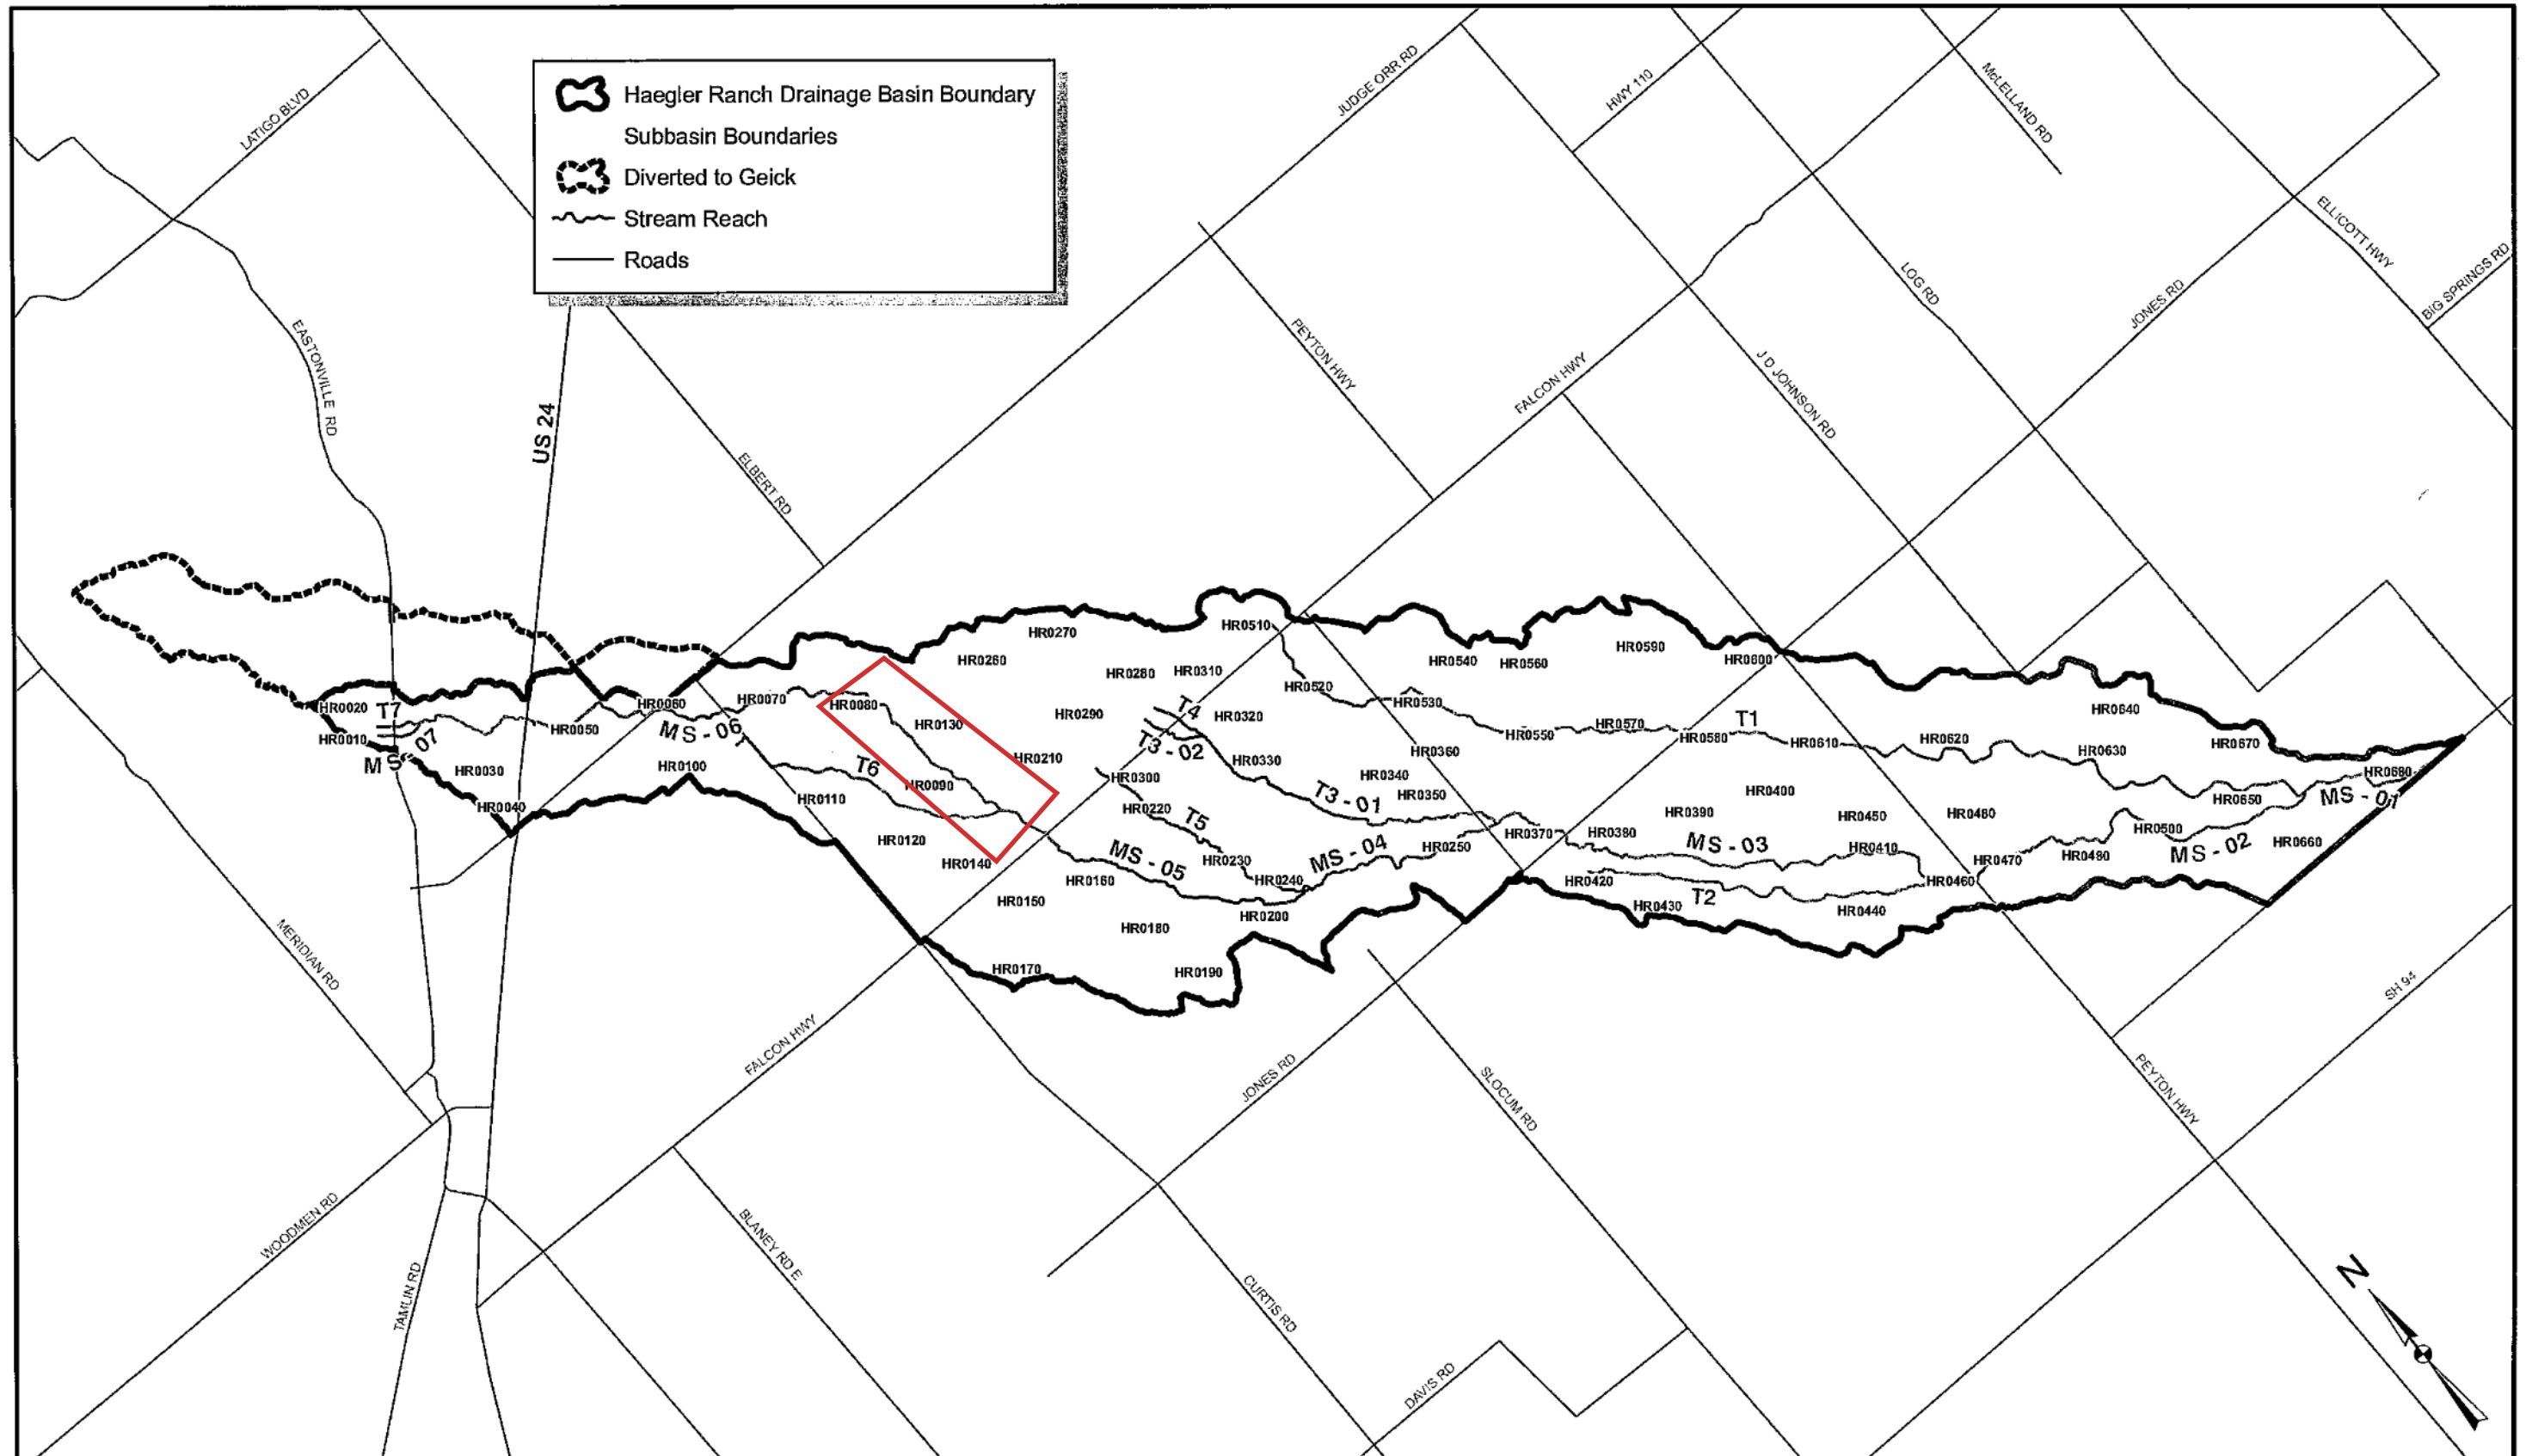 Haegler Ranch Drainage Basin Boundary
Subbasin Boundaries
Diverted to Geick
Stream Reach
Roads
LATIGO BLVD
JUDGE ORR RD
HWY 110
McLELLAND RD
ELLICOTT HWY
BIG SPRINGS RD
EASTONVILLE RD
US 24
ELBERT RD
PEYTON HWY
FALCON HWY
J D JOHNSON RD
LOG RD
JONES RD
HR0270
HR0510
HR0260
HR0280
HR0310
HR0540
HR0560
HR0590
HR0600
HR0520
HR0020
T7
HR0060
HR0070
HR0080
HR0130
HR0290
T4
HR0320
HR0530
HR0640
HR0010
MS-07
HR0050
MS-06
T3-02
HR0550
HR0570
T1
HR0580
HR0610
HR0620
HR0630
HR0670
HR0030
HR0100
T6
HR0210
HR0330
HR0360
HR0300
HR0340
HR0680
HR0040
HR0110
HR0090
HR0220
T5
T3-01
HR0350
HR0400
HR0390
HR0450
HR0480
HR0650
MS-01
HR0120
HR0140
HR0230
MS-05
MS-04
HR0250
HR0370
HR0380
MS-03
HR0410
HR0470
HR0480
HR0500
MS-02
HR0660
HR0160
HR0240
HR0420
T2
HR0460
HR0150
HR0180
HR0200
HR0430
HR0440
HR0170
HR0190
MERIDIAN RD
FALCON HWY
JONES RD
SLOCUM RD
PEYTON HWY
SH 94
WOODMEN RD
TAMLIN RD
BLANEY RD E
CURTIS RD
DAVIS RD
N